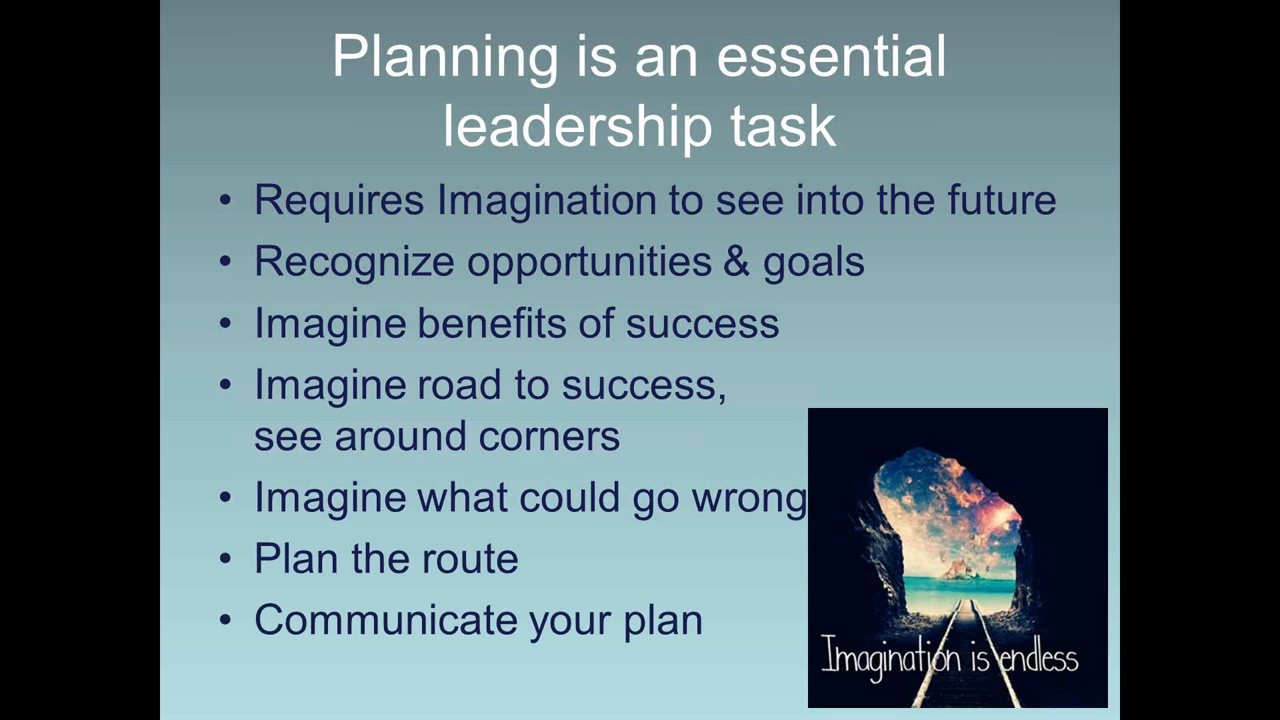 Planning is an essential
leadership task
• Requires Imagination to see into the future
• Recognize opportunities & goals
• Imagine benefits of success
• Imagine road to success,
see around corners
• Imagine what could go wrong
• Plan the route
• Communicate your plan
Imagination is endless